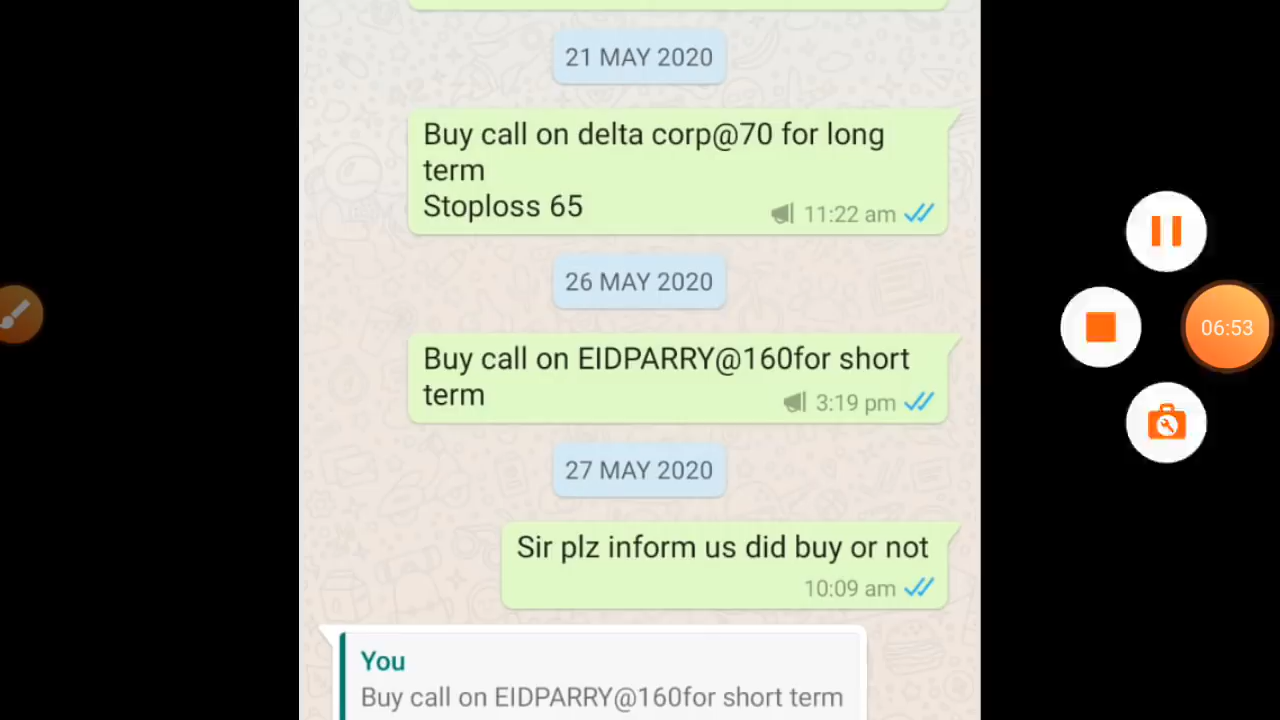 21 MAY 2020
Buy call on delta corp@70 for long
term
Stoploss 65
11:22 am
26 MAY 2020
Buy call on EIDPARRY@160for short
term
3:19 pm
27 MAY 2020
Sir plz inform us did buy or not
10:09 am
You
Buy call on EIDPARRY@160for short term
06:53